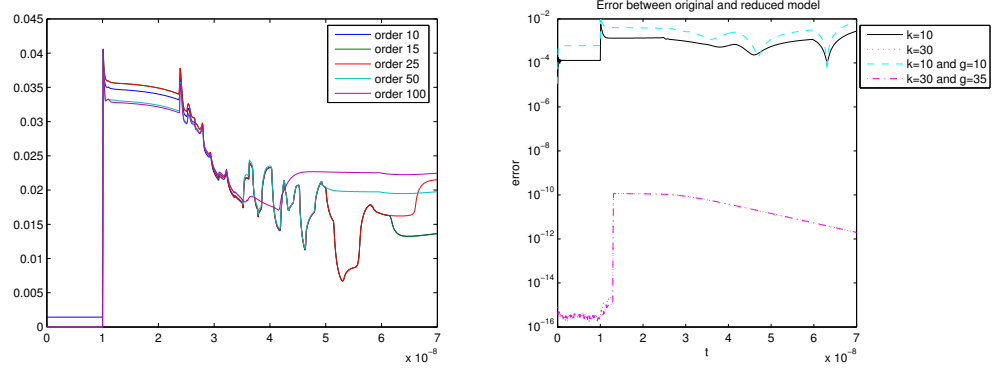 0.045
0.04
0.035
0.03
0.025
0.02
0.015
0.01
0.005
0
0 1 2 3 4 5 6 7
x 10⁻⁸
order 10
order 15
order 25
order 50
order 100
Error between original and reduced model
10⁻²
10⁻⁴
10⁻⁶
10⁻⁸
10⁻¹⁰
10⁻¹²
10⁻¹⁴
10⁻¹⁶
error
0 1 2 3 4 5 6 7
t
x 10⁻⁸
k=10
k=30
k=10 and g=10
k=30 and g=35